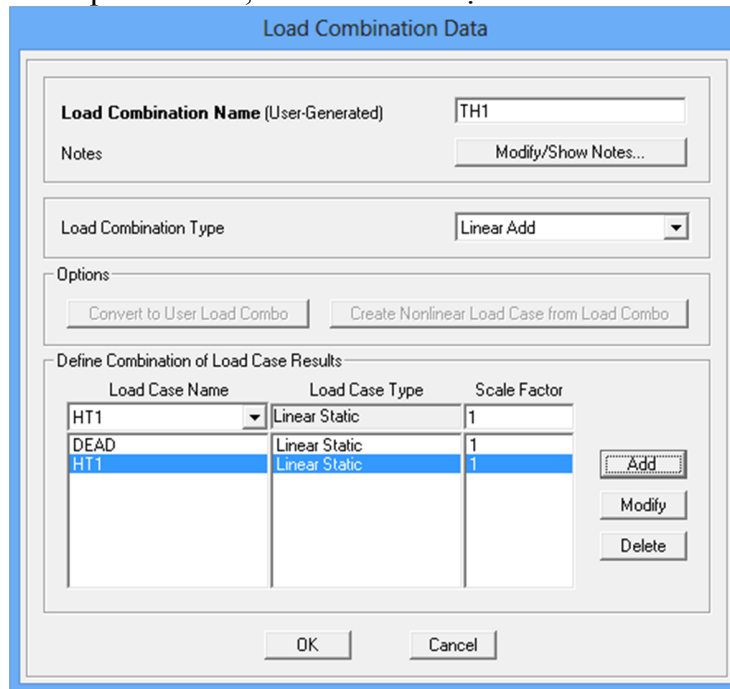 Load Combination Data
Load Combination Name (User-Generated) TH1
Notes Modify/Show Notes...
Load Combination Type Linear Add
Options
Convert to User Load Combo Create Nonlinear Load Case from Load Combo
Define Combination of Load Case Results
Load Case Name Load Case Type Scale Factor
HT1 Linear Static 1
DEAD Linear Static 1
HT1 Linear Static 1
Add
Modify
Delete
OK Cancel